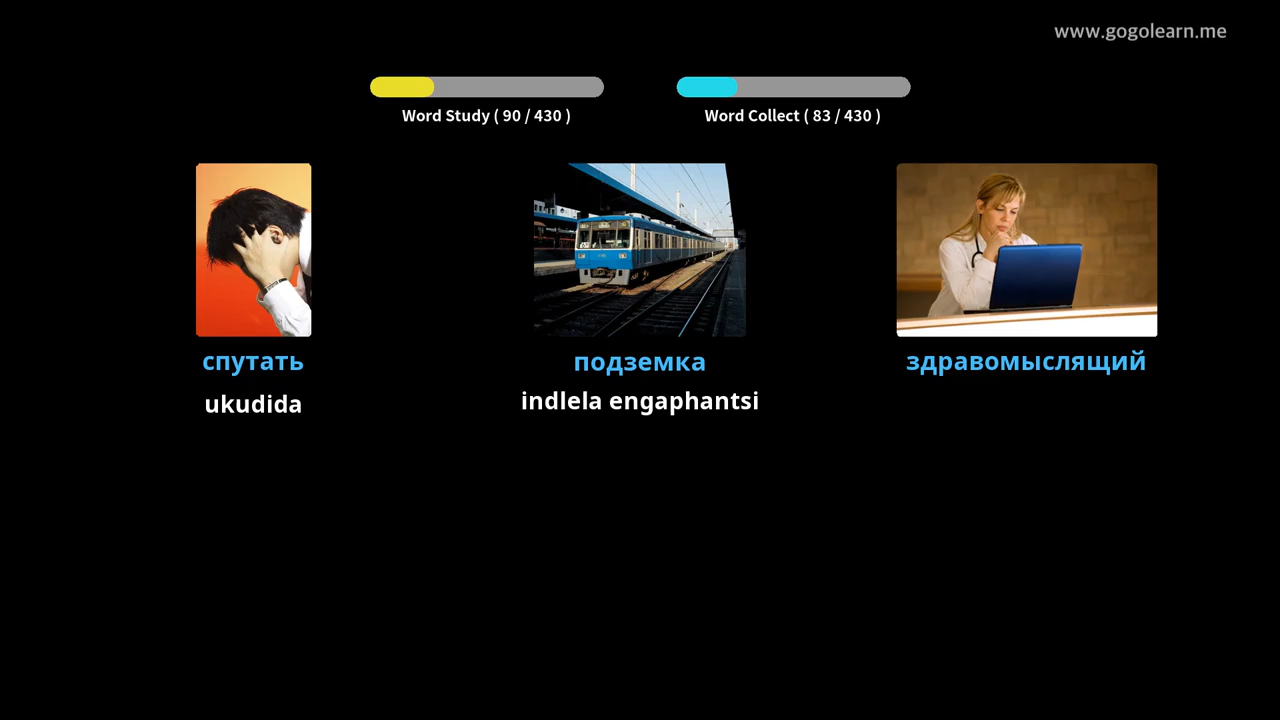 www.gogolearn.me
Word Study ( 90 / 430 )
Word Collect ( 83 / 430 )
спутать
подземка
здравомыслящий
ukudida
indlela engaphantsi